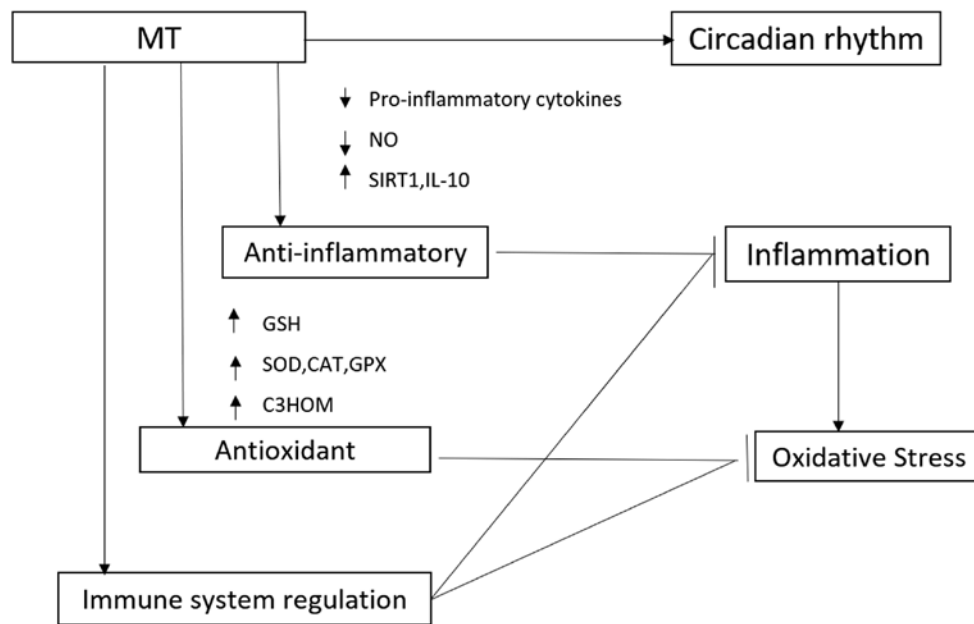 MT
Circadian rhythm
Pro-inflammatory cytokines
NO
SIRT1,IL-10
Anti-inflammatory
Inflammation
GSH
SOD,CAT,GPX
C3HOM
Antioxidant
Oxidative Stress
Immune system regulation